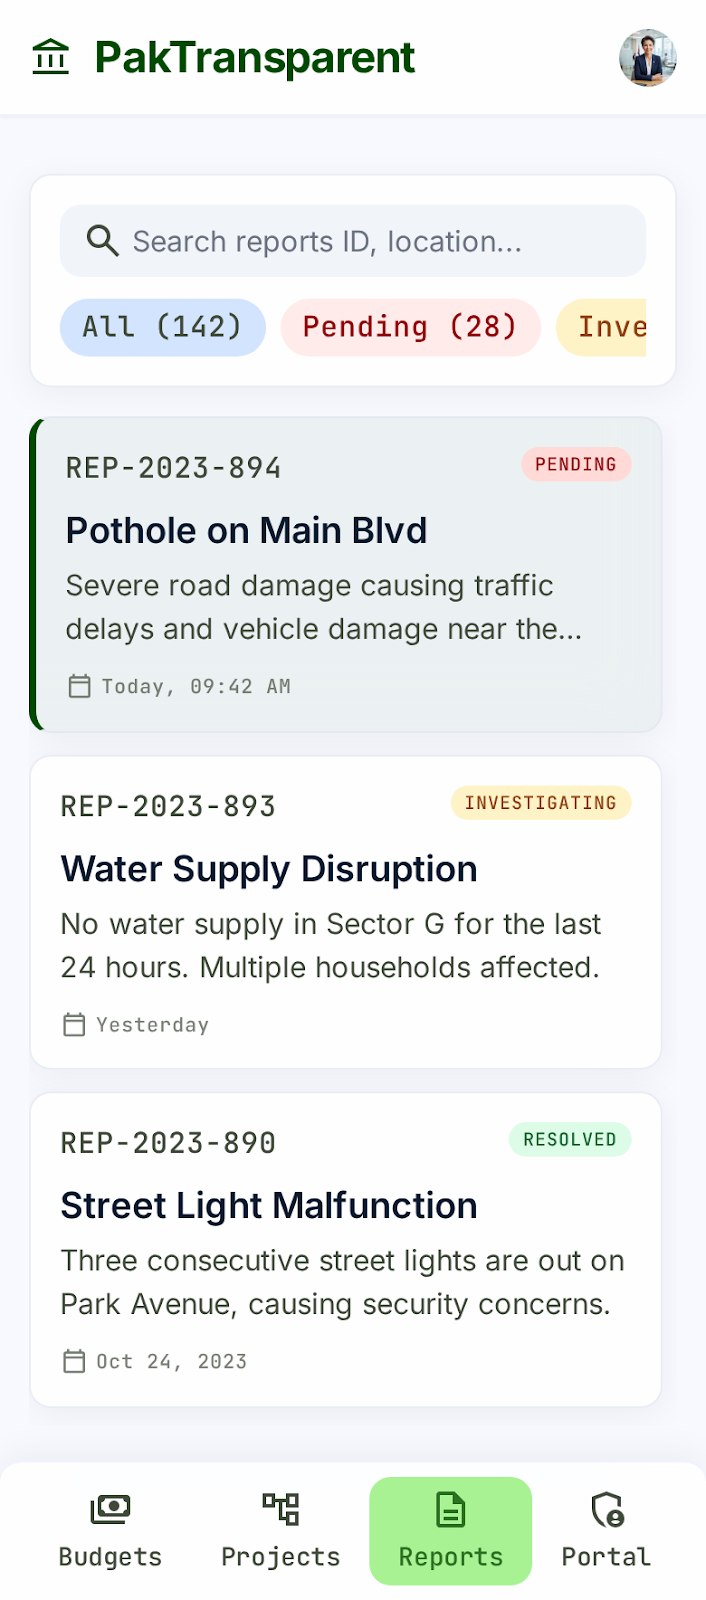 PakTransparent
Search reports ID, location...
All (142)
Pending (28)
Inve
REP-2023-894
PENDING
Pothole on Main Blvd
Severe road damage causing traffic
delays and vehicle damage near the...
Today, 09:42 AM
REP-2023-893
INVESTIGATING
Water Supply Disruption
No water supply in Sector G for the last
24 hours. Multiple households affected.
Yesterday
REP-2023-890
RESOLVED
Street Light Malfunction
Three consecutive street lights are out on
Park Avenue, causing security concerns.
Oct 24, 2023
Budgets
Projects
Reports
Portal